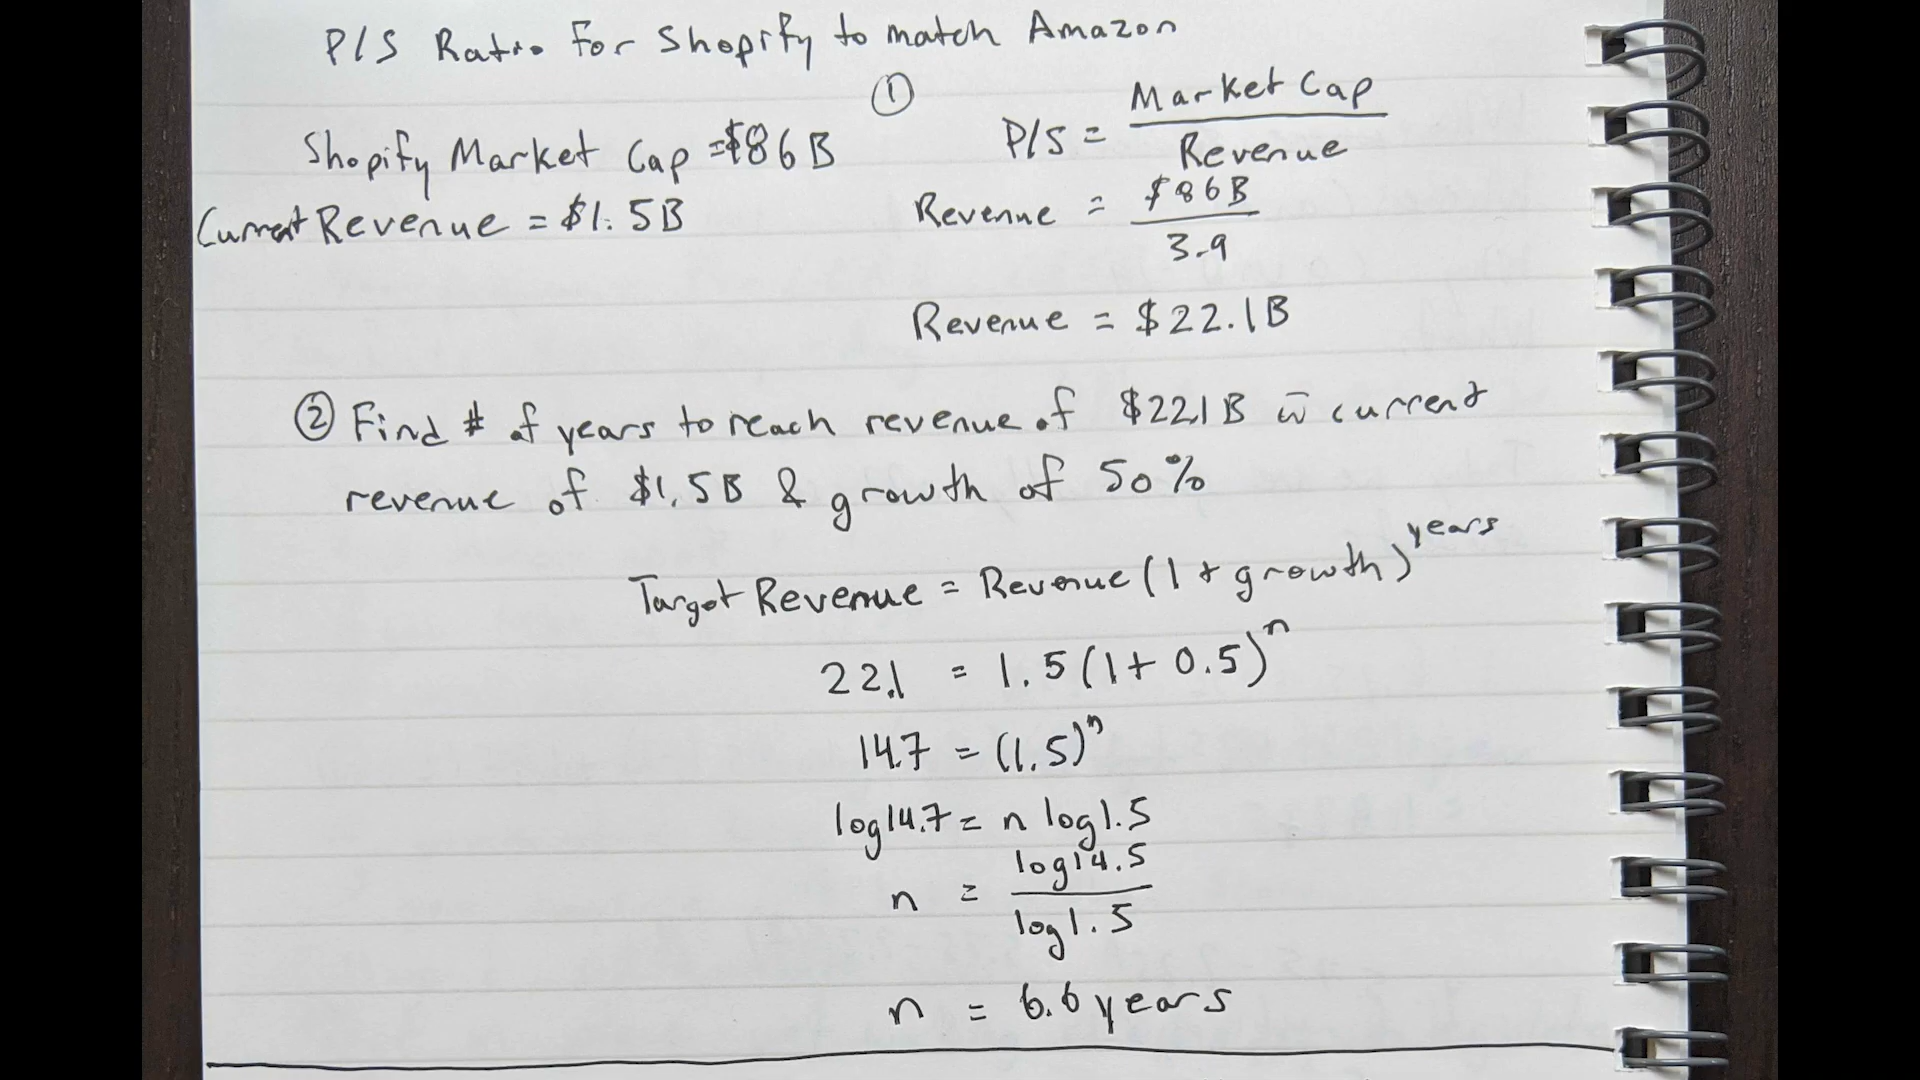 P/S Ratio For Shopify to match Amazon
①
Shopify Market Cap = $86B
Current Revenue = $1.5B
P/S = Market Cap
Revenue
Revenue = $86B
3.9
Revenue = $22.1B
② Find # of years to reach revenue of $22.1B w̄ current
revenue of $1.5B & growth of 50%
Target Revenue = Revenue (1 + growth)^years
22.1 = 1.5 (1 + 0.5)^n
14.7 = (1.5)^n
log14.7 = n log1.5
n = log14.5
log1.5
n = 6.6 years